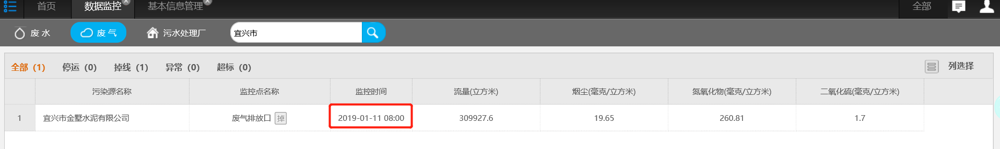 首页 数据监控 基本信息管理 全部
废水 废气 污水处理厂 宜兴市
全部 (1) 停运 (0) 掉线 (1) 异常 (0) 超标 (0) 列选择
污染源名称 监控点名称 监控时间 流量(立方米) 烟尘(毫克/立方米) 氮氧化物(毫克/立方米) 二氧化硫(毫克/立方米)
1 宜兴市金墅水泥有限公司 废气排放口 掉 2019-01-11 08:00 309927.6 19.65 260.81 1.7